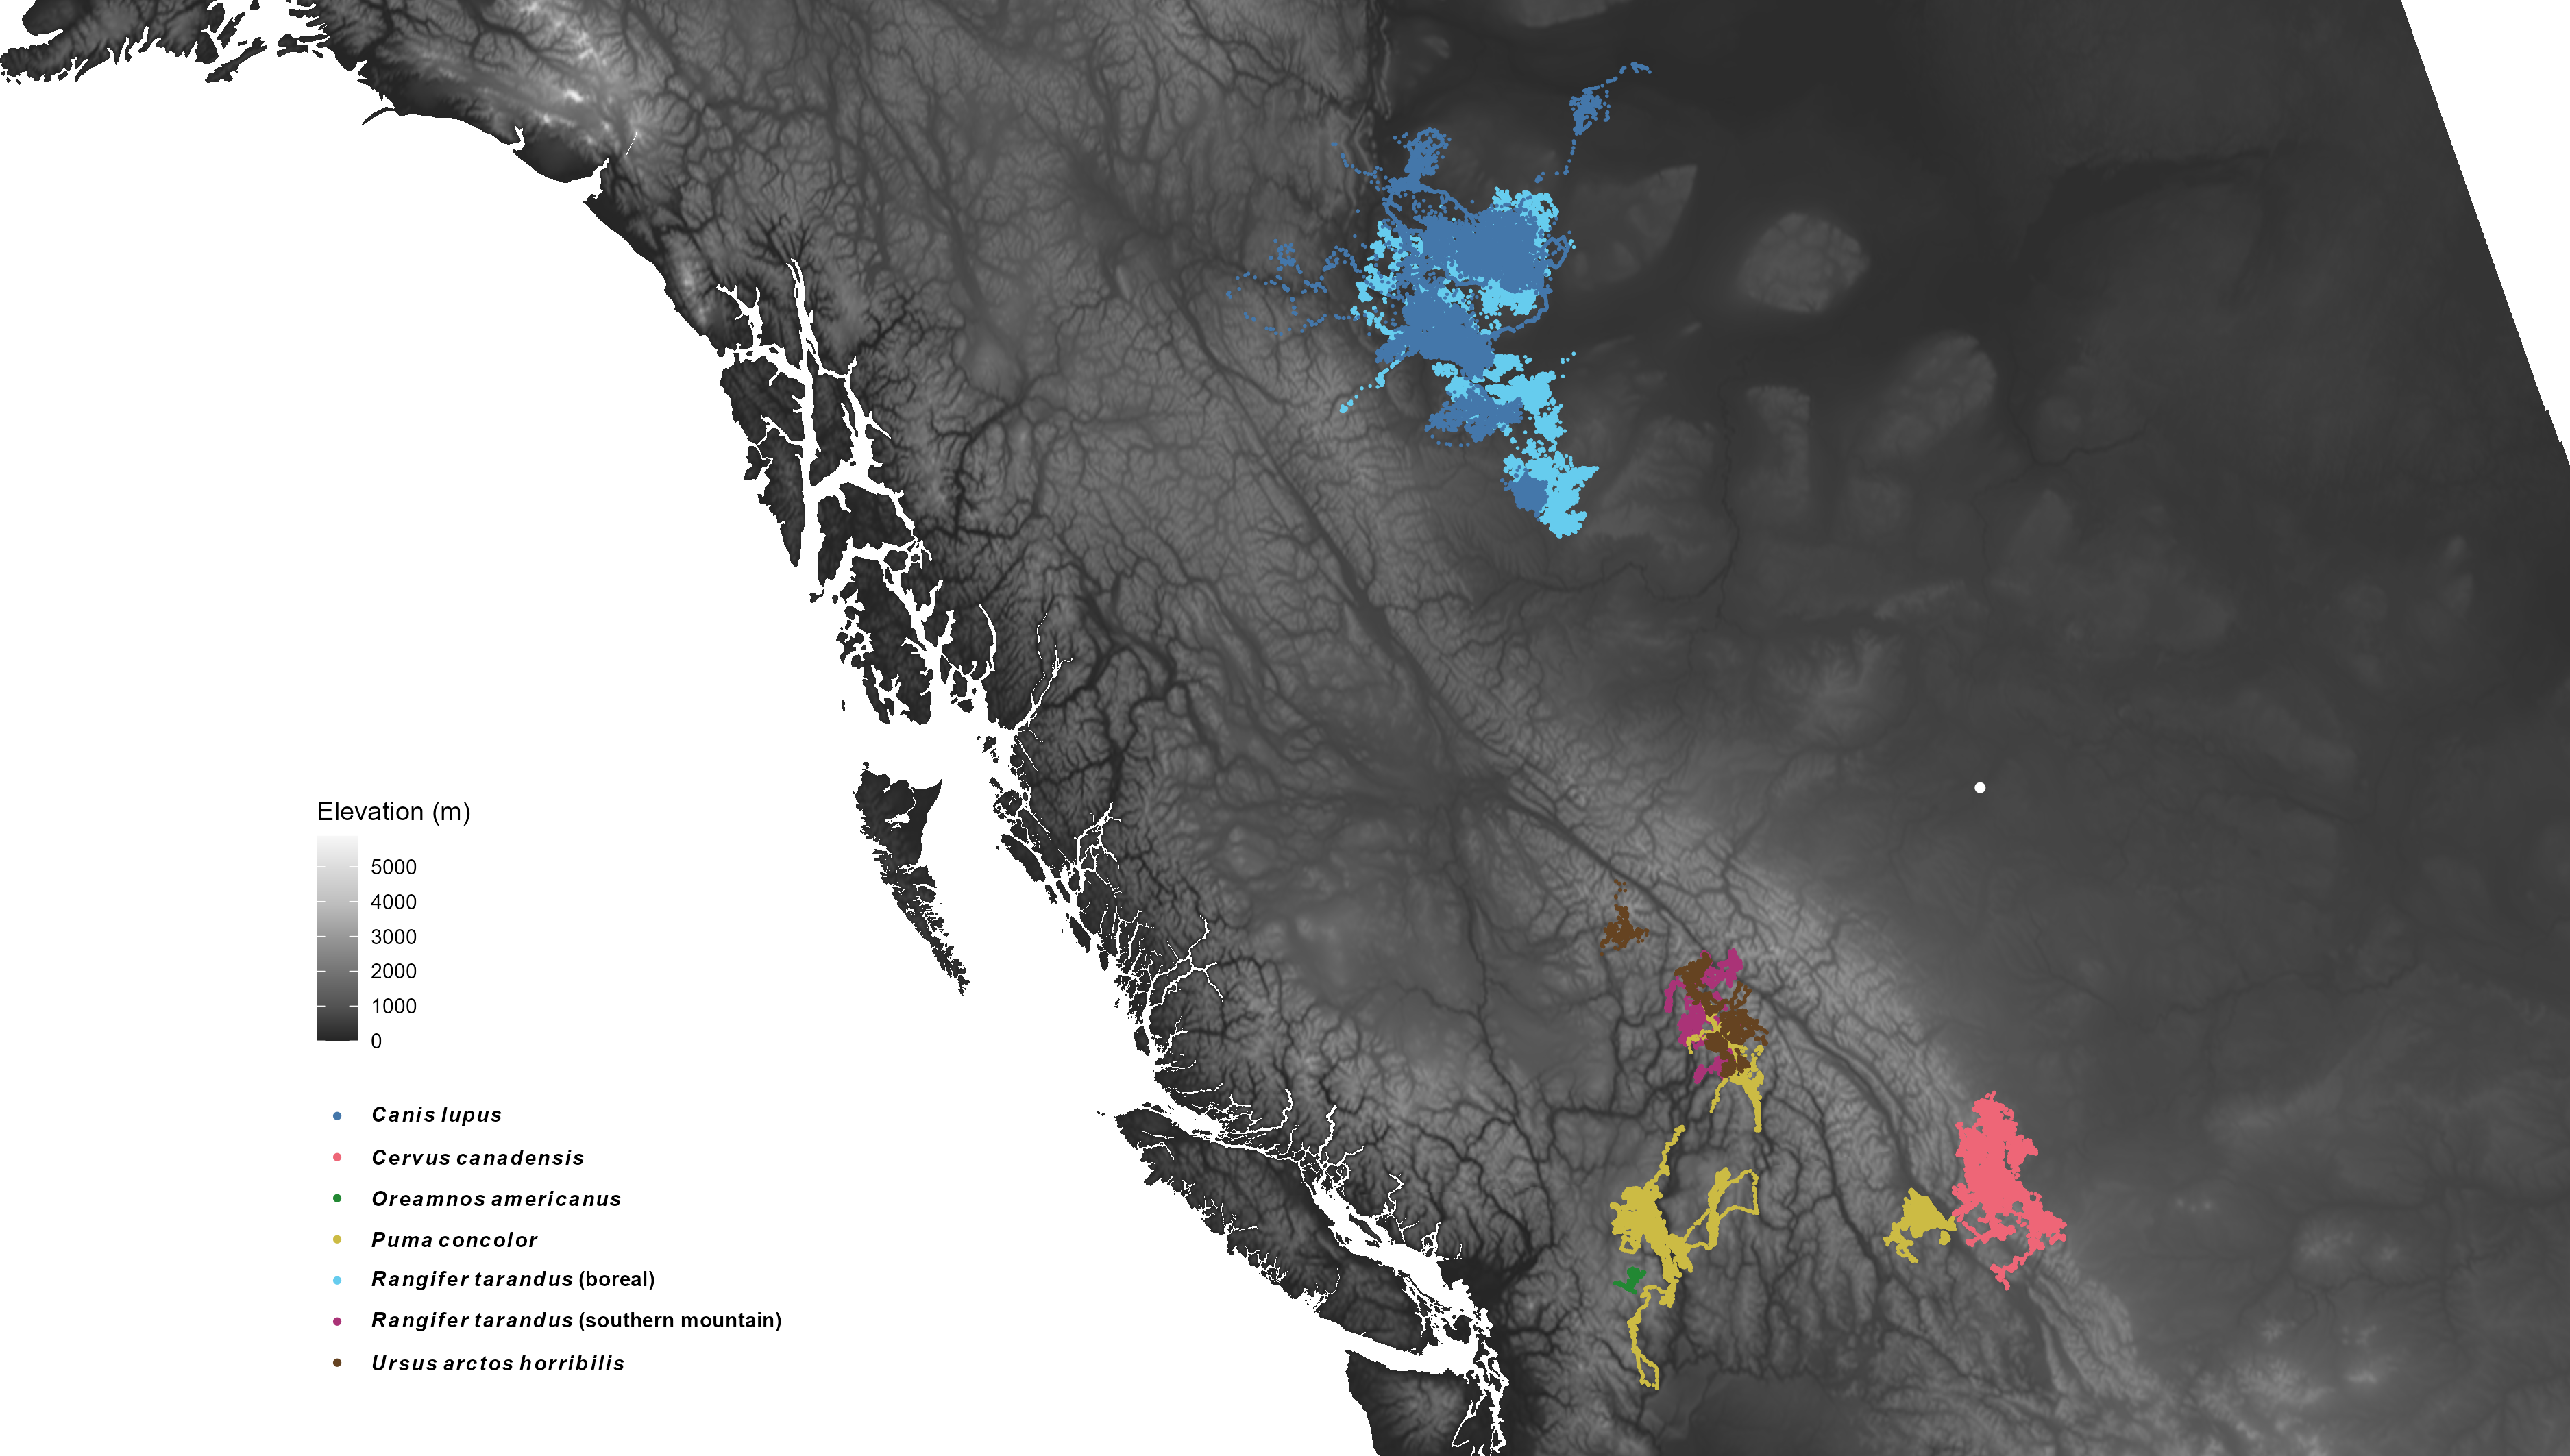 Elevation (m)
5000
4000
3000
2000
1000
0
Canis lupus
Cervus canadensis
Oreamnos americanus
Puma concolor
Rangifer tarandus (boreal)
Rangifer tarandus (southern mountain)
Ursus arctos horribilis